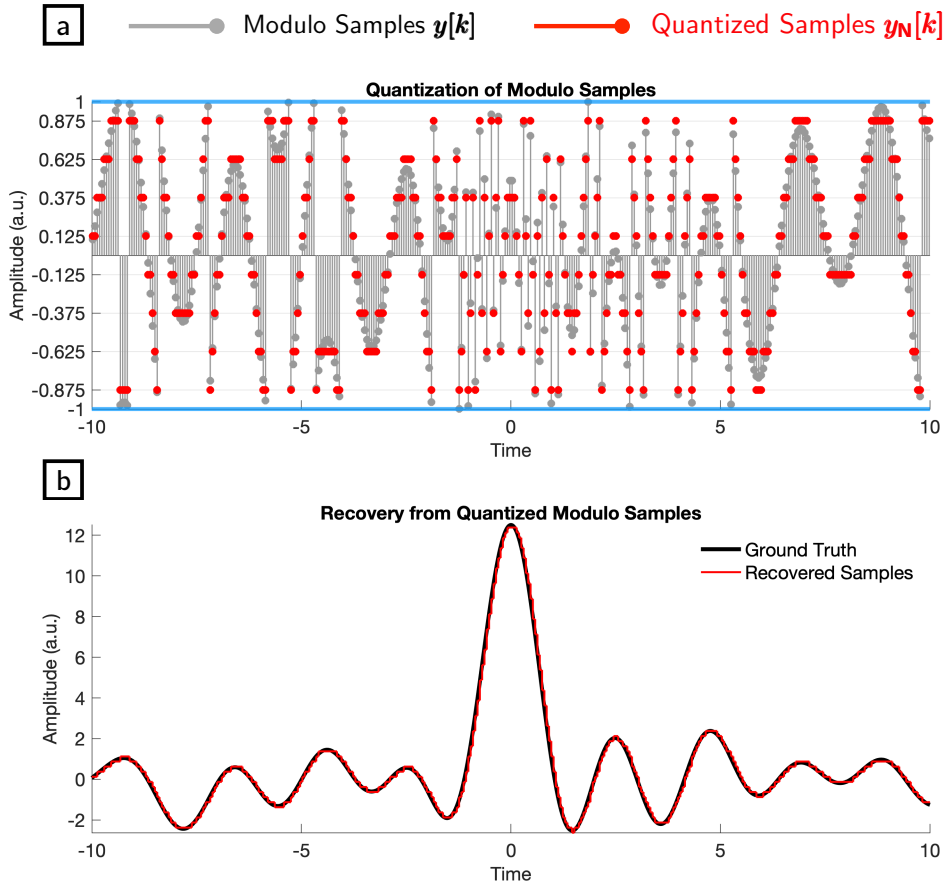 a
Modulo Samples y[k]
Quantized Samples y_N[k]
Quantization of Modulo Samples
1
0.875
0.625
0.375
0.125
-0.125
-0.375
-0.625
-0.875
-1
Amplitude (a.u.)
-10 -5 0 5 10
Time
b
Recovery from Quantized Modulo Samples
Ground Truth
Recovered Samples
12
10
8
6
4
2
0
-2
Amplitude (a.u.)
-10 -5 0 5 10
Time